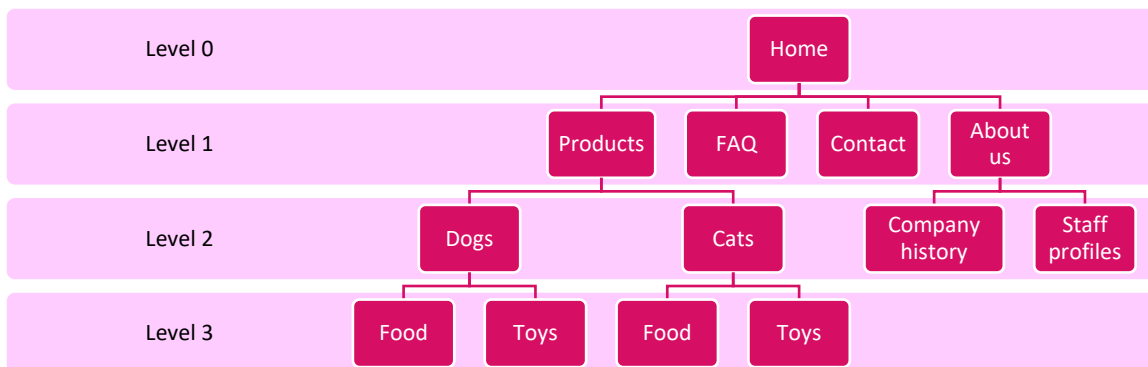 Level 0
Home
Level 1
Products
FAQ
Contact
About
us
Level 2
Dogs
Cats
Company
history
Staff
profiles
Level 3
Food
Toys
Food
Toys